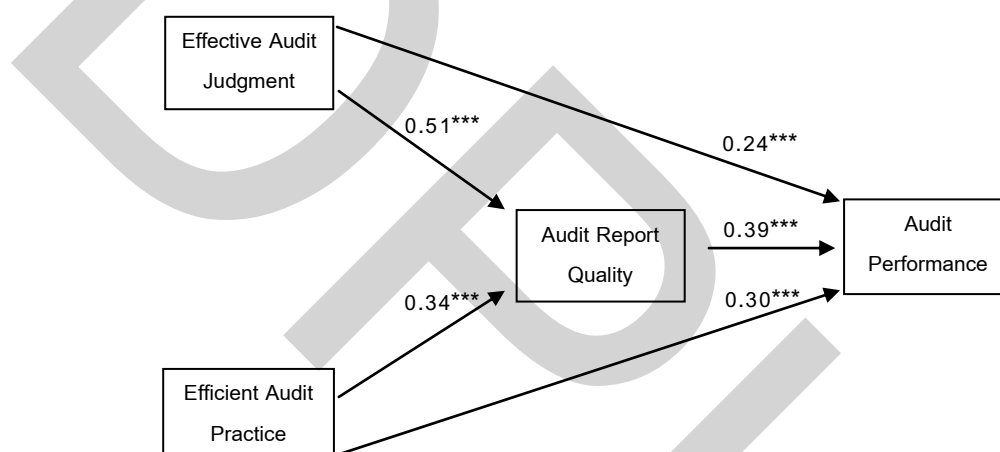 Effective Audit
Judgment
0.51***
0.24***
Audit Report
Quality
0.39***
Audit
Performance
0.34***
0.30***
Efficient Audit
Practice